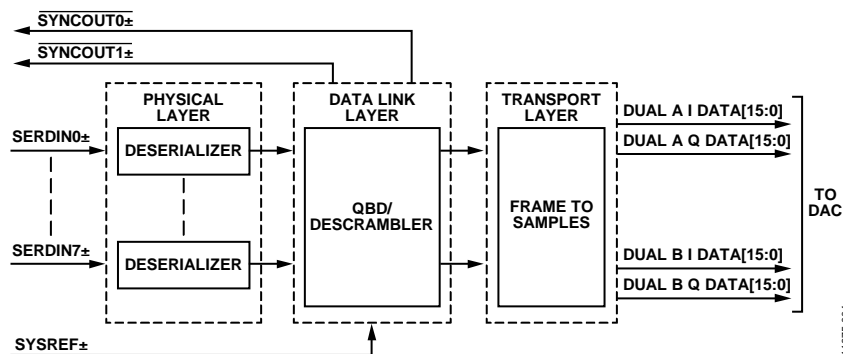 SYNCOUT0±
SYNCOUT1±
PHYSICAL
LAYER
DATA LINK
LAYER
TRANSPORT
LAYER
SERDIN0±
DESERIALIZER
SERDIN7±
DESERIALIZER
QBD/
DESCRAMBLER
FRAME TO
SAMPLES
DUAL A I DATA[15:0]
DUAL A Q DATA[15:0]
DUAL B I DATA[15:0]
DUAL B Q DATA[15:0]
TO
DAC
SYSREF±